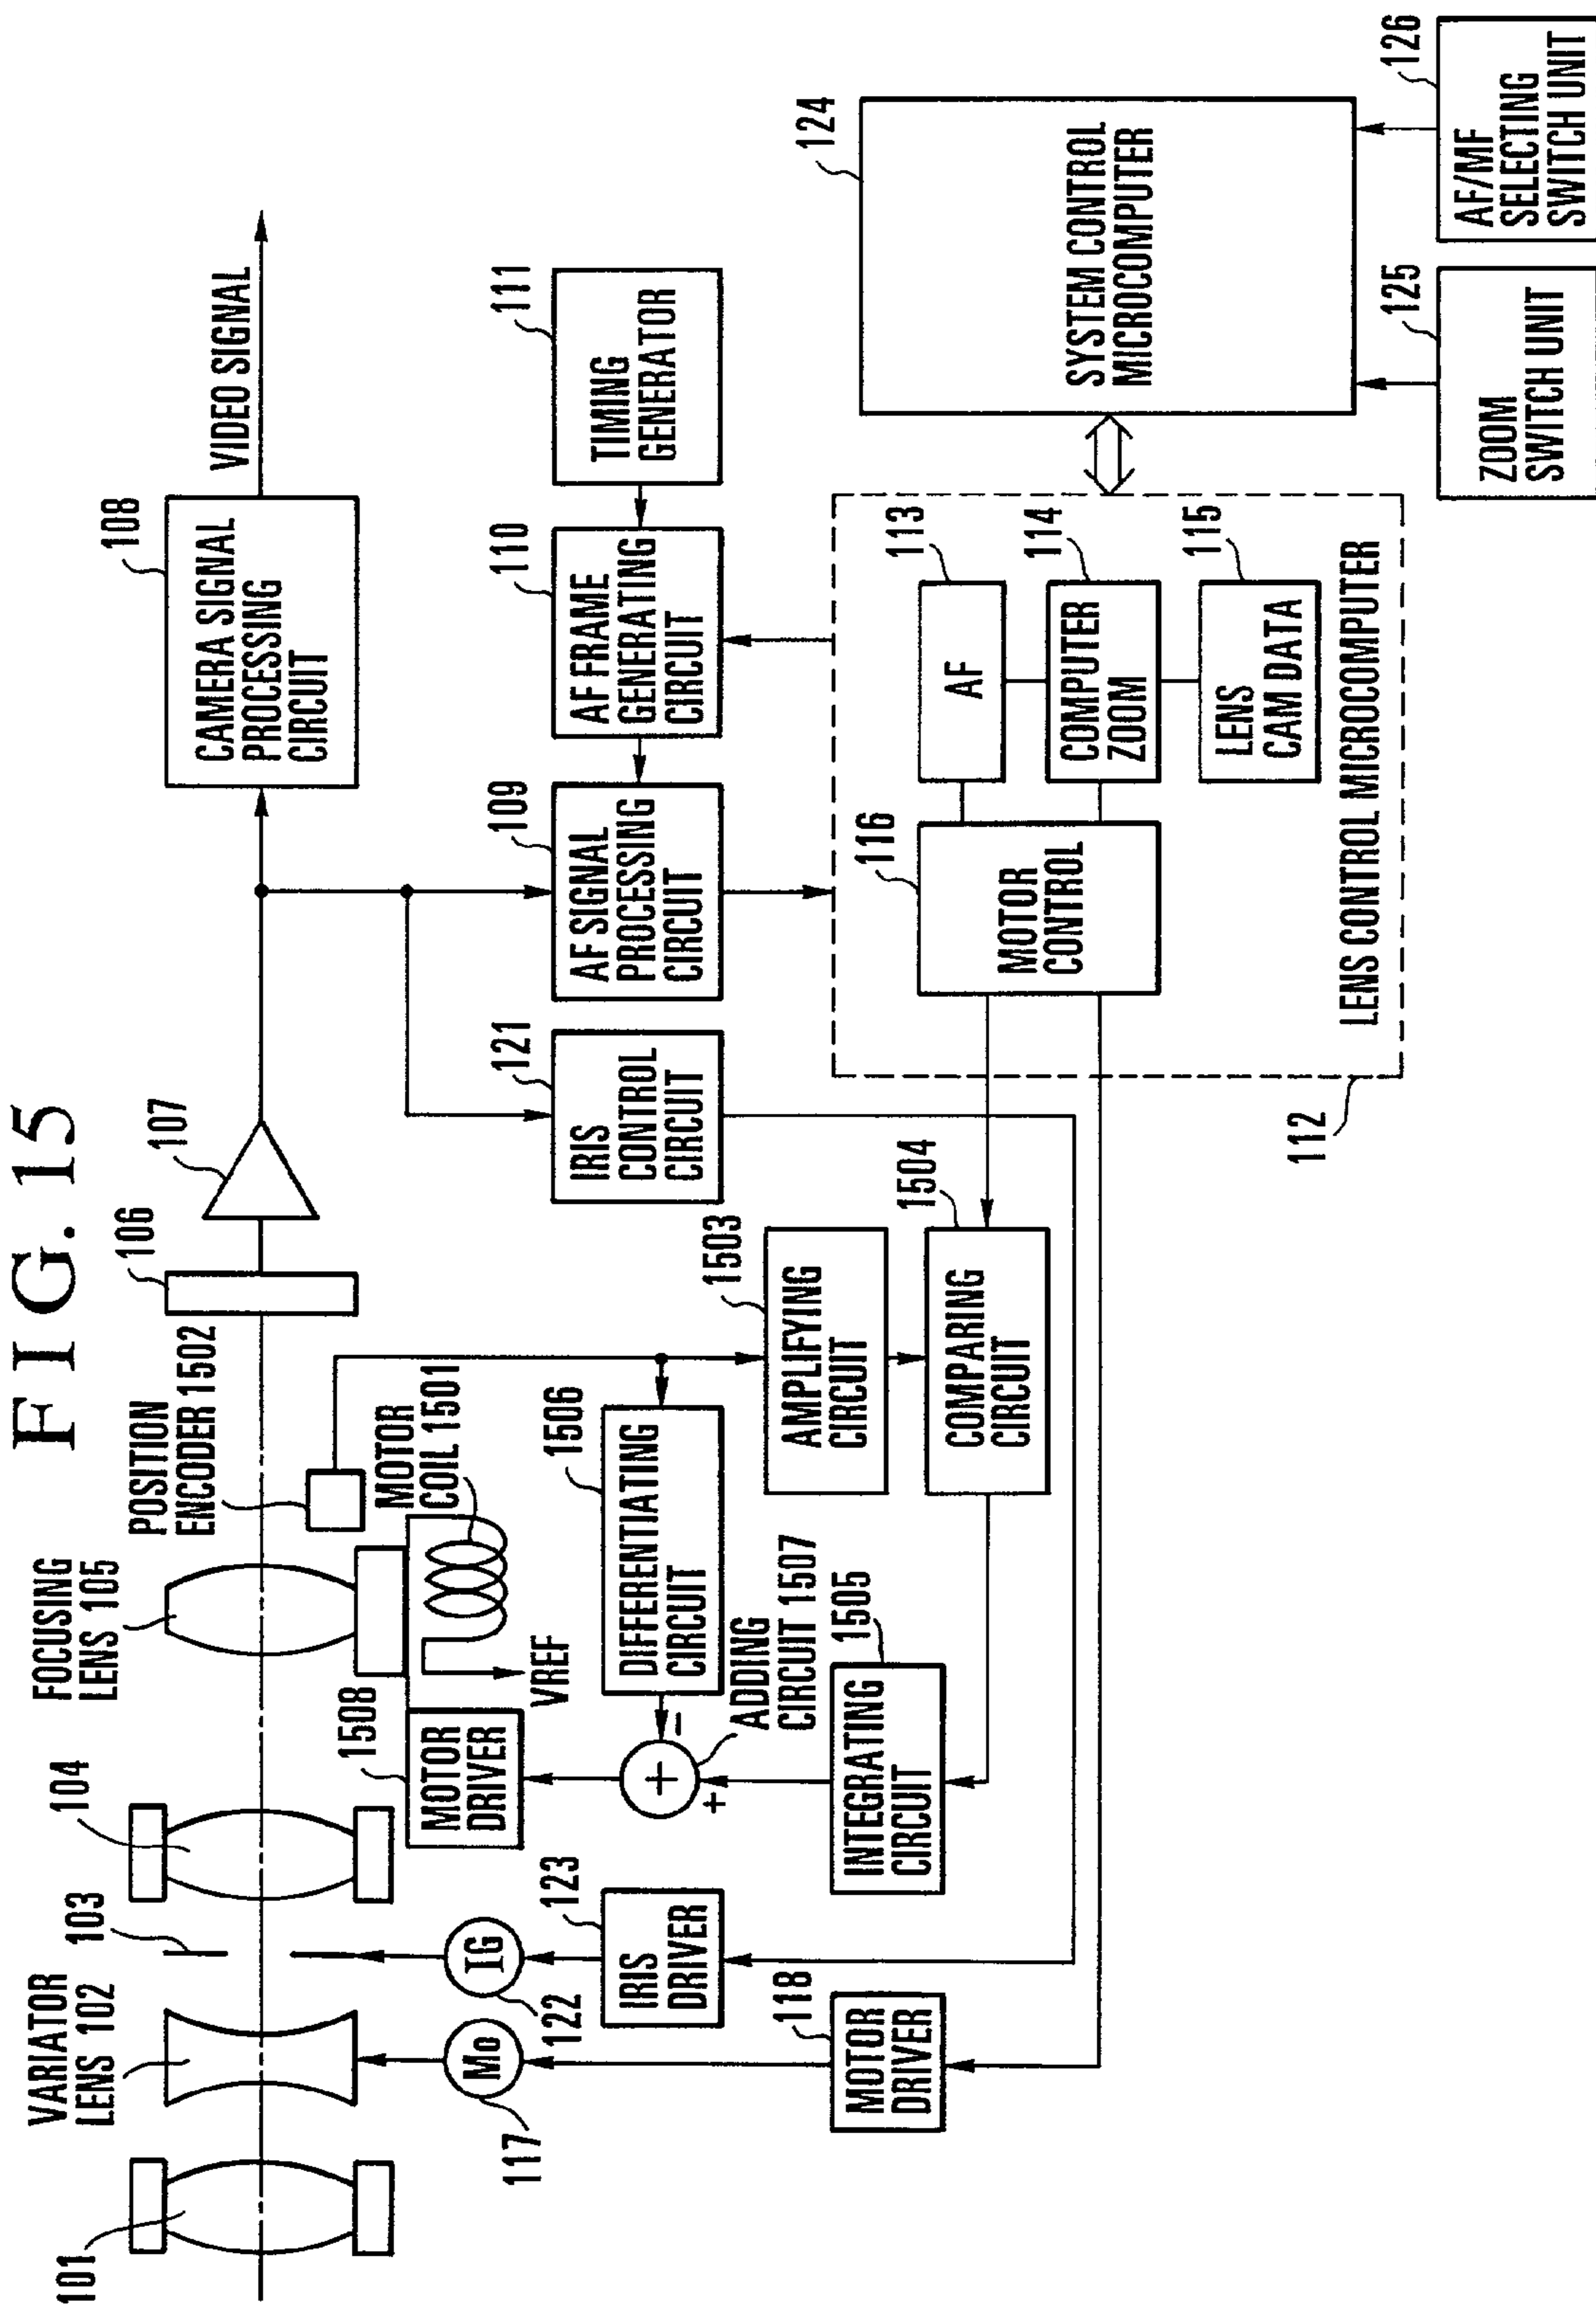 FIG. 15
101
VARIATOR
LENS 102
103
104
FOCUSING
LENS 105
POSITION
ENCODER 1502
106
107
108
CAMERA SIGNAL
PROCESSING
CIRCUIT
VIDEO SIGNAL
117
Mo
IG
122
123
IRIS
DRIVER
118
MOTOR
DRIVER
1508
MOTOR
DRIVER
MOTOR
COIL 1501
VREF
1506
DIFFERENTIATING
CIRCUIT
+
−
+
ADDING
CIRCUIT 1507
1505
INTEGRATING
CIRCUIT
1503
AMPLIFYING
CIRCUIT
1504
COMPARING
CIRCUIT
121
IRIS
CONTROL
CIRCUIT
109
AF SIGNAL
PROCESSING
CIRCUIT
110
AF FRAME
GENERATING
CIRCUIT
111
TIMING
GENERATOR
112
116
MOTOR
CONTROL
113
AF
114
COMPUTER
ZOOM
115
LENS
CAM DATA
LENS CONTROL MICROCOMPUTER
124
SYSTEM CONTROL
MICROCOMPUTER
125
ZOOM
SWITCH UNIT
126
AF/MF
SELECTING
SWITCH UNIT